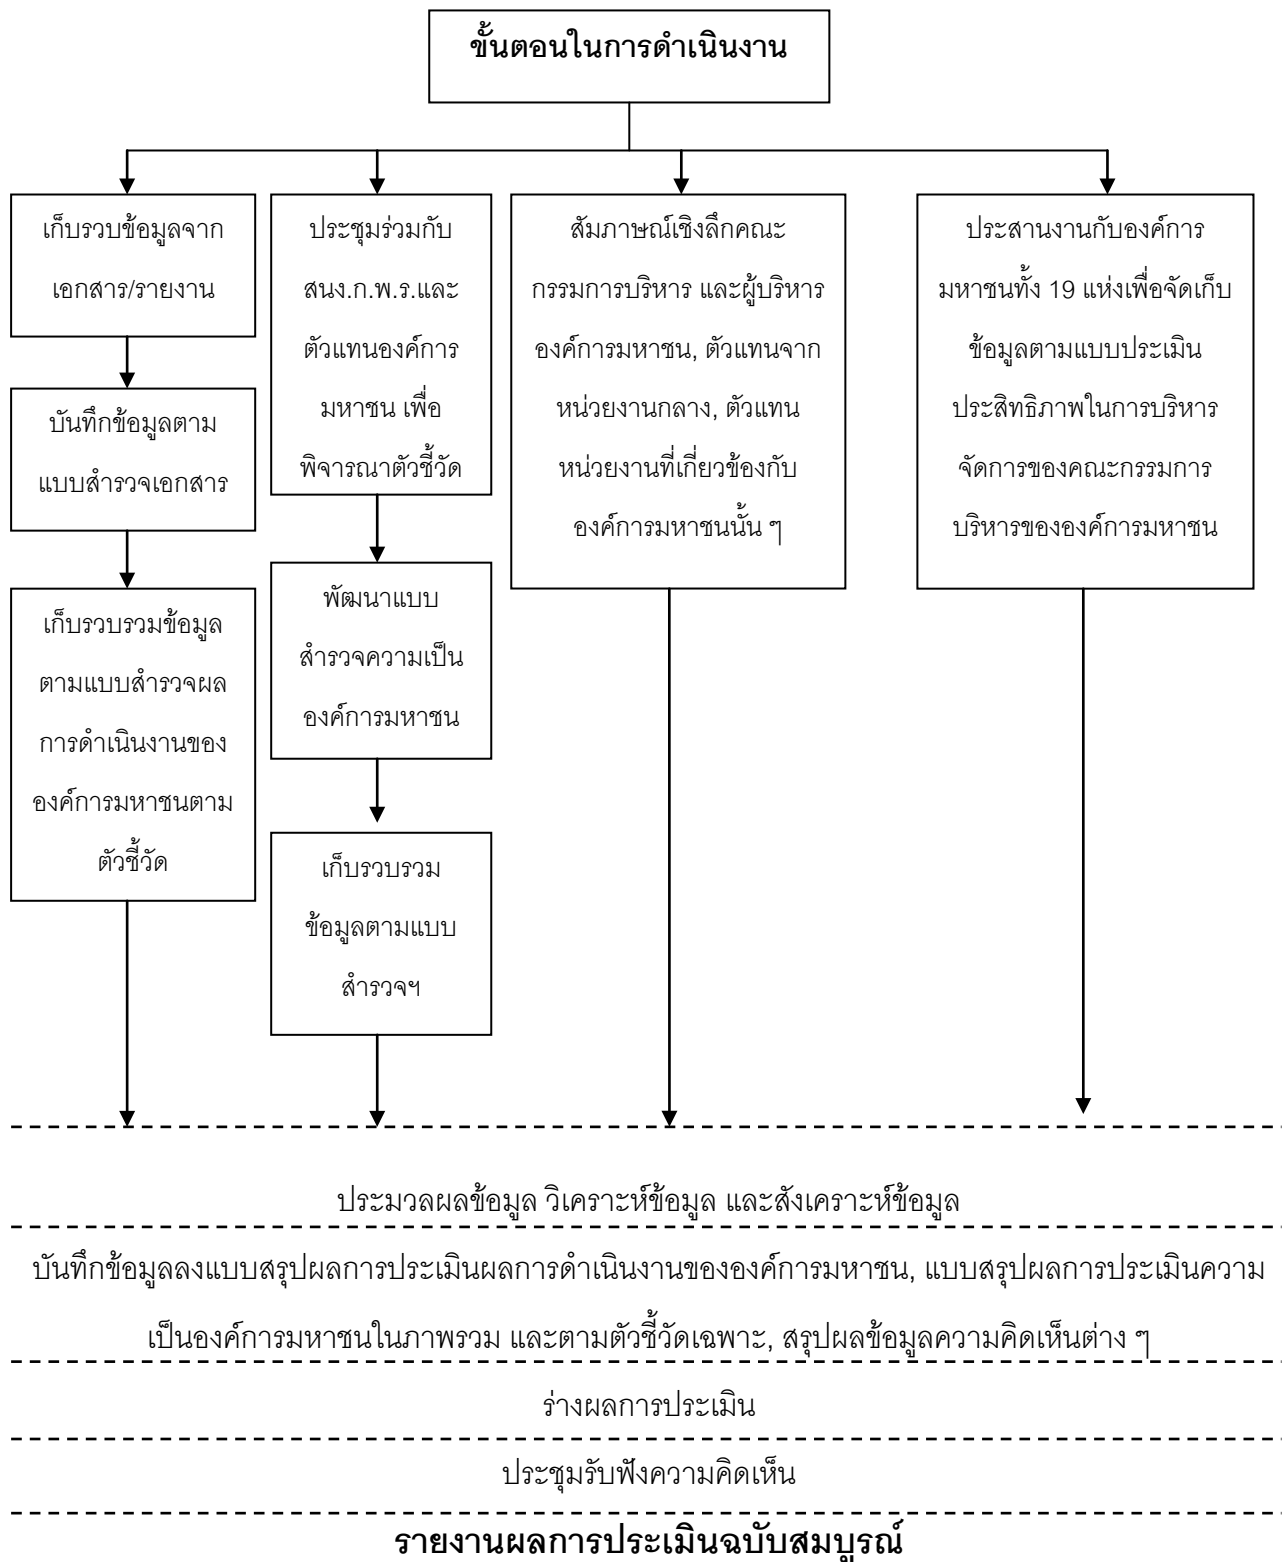 ขั้นตอนในการดำเนินงาน
เก็บรวบข้อมูลจาก
เอกสาร/รายงาน
บันทึกข้อมูลตาม
แบบสำรวจเอกสาร
เก็บรวบรวมข้อมูล
ตามแบบสำรวจผล
การดำเนินงานของ
องค์การมหาชนตาม
ตัวชี้วัด
ประชุมร่วมกับ
สนง.ก.พ.ร.และ
ตัวแทนองค์การ
มหาชน เพื่อ
พิจารณาตัวชี้วัด
พัฒนาแบบ
สำรวจความเป็น
องค์การมหาชน
เก็บรวบรวม
ข้อมูลตามแบบ
สำรวจฯ
สัมภาษณ์เชิงลึกคณะ
กรรมการบริหาร และผู้บริหาร
องค์การมหาชน, ตัวแทนจาก
หน่วยงานกลาง, ตัวแทน
หน่วยงานที่เกี่ยวข้องกับ
องค์การมหาชนนั้น ๆ
ประสานงานกับองค์การ
มหาชนทั้ง 19 แห่งเพื่อจัดเก็บ
ข้อมูลตามแบบประเมิน
ประสิทธิภาพในการบริหาร
จัดการของคณะกรรมการ
บริหารขององค์การมหาชน
ประมวลผลข้อมูล วิเคราะห์ข้อมูล และสังเคราะห์ข้อมูล
บันทึกข้อมูลลงแบบสรุปผลการประเมินผลการดำเนินงานขององค์การมหาชน, แบบสรุปผลการประเมินความ
เป็นองค์การมหาชนในภาพรวม และตามตัวชี้วัดเฉพาะ, สรุปผลข้อมูลความคิดเห็นต่าง ๆ
ร่างผลการประเมิน
ประชุมรับฟังความคิดเห็น
รายงานผลการประเมินฉบับสมบูรณ์